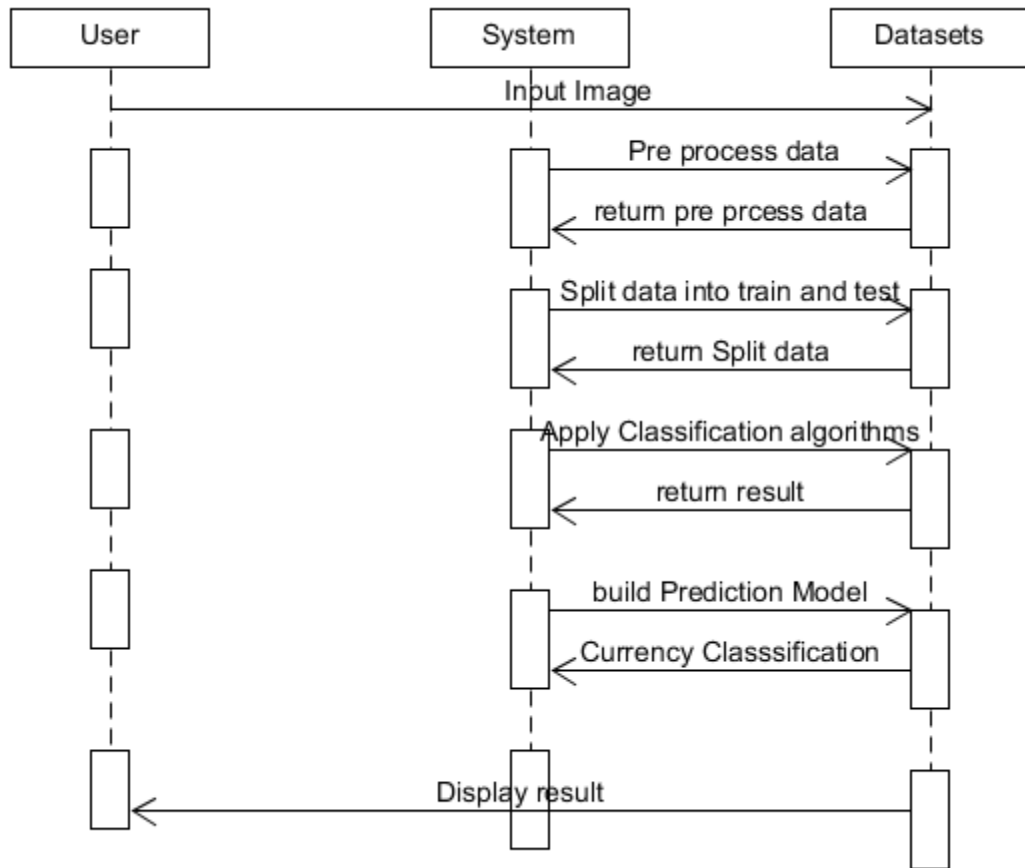 User
System
Datasets
Input Image
Pre process data
return pre prcess data
Split data into train and test
return Split data
Apply Classification algorithms
return result
build Prediction Model
Currency Classsification
Display result